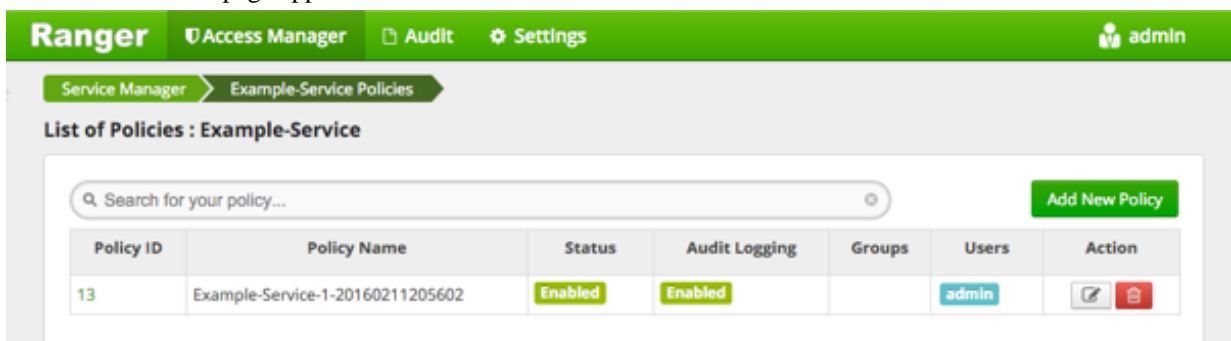 Ranger Access Manager Audit Settings admin
Service Manager Example-Service Policies
List of Policies : Example-Service
Search for your policy... Add New Policy
Policy ID Policy Name Status Audit Logging Groups Users Action
13 Example-Service-1-20160211205602 Enabled Enabled admin